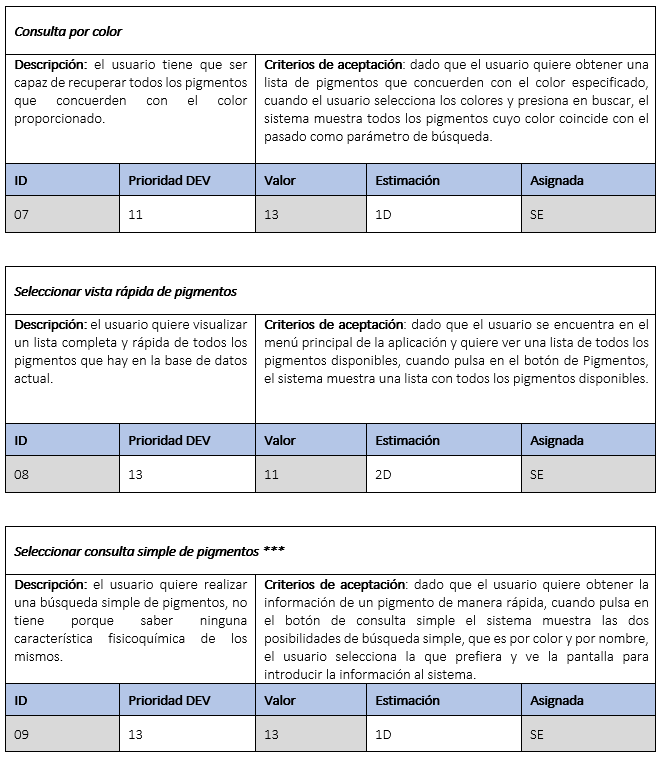 Consulta por color
Descripción: el usuario tiene que ser
capaz de recuperar todos los pigmentos
que concuerden con el color
proporcionado.
Criterios de aceptación: dado que el usuario quiere obtener una
lista de pigmentos que concuerden con el color especificado,
cuando el usuario selecciona los colores y presiona en buscar, el
sistema muestra todos los pigmentos cuyo color coincide con el
pasado como parámetro de búsqueda.
ID Prioridad DEV Valor Estimación Asignada
07 11 13 1D SE
Seleccionar vista rápida de pigmentos
Descripción: el usuario quiere visualizar
un lista completa y rápida de todos los
pigmentos que hay en la base de datos
actual.
Criterios de aceptación: dado que el usuario se encuentra en el
menú principal de la aplicación y quiere ver una lista de todos los
pigmentos disponibles, cuando pulsa en el botón de Pigmentos,
el sistema muestra una lista con todos los pigmentos disponibles.
ID Prioridad DEV Valor Estimación Asignada
08 13 11 2D SE
Seleccionar consulta simple de pigmentos ***
Descripción: el usuario quiere realizar
una búsqueda simple de pigmentos, no
tiene porque saber ninguna
característica fisicoquímica de los
mismos.
Criterios de aceptación: dado que el usuario quiere obtener la
información de un pigmento de manera rápida, cuando pulsa en
el botón de consulta simple el sistema muestra las dos
posibilidades de búsqueda simple, que es por color y por nombre,
el usuario selecciona la que prefiera y ve la pantalla para
introducir la información al sistema.
ID Prioridad DEV Valor Estimación Asignada
09 13 13 1D SE